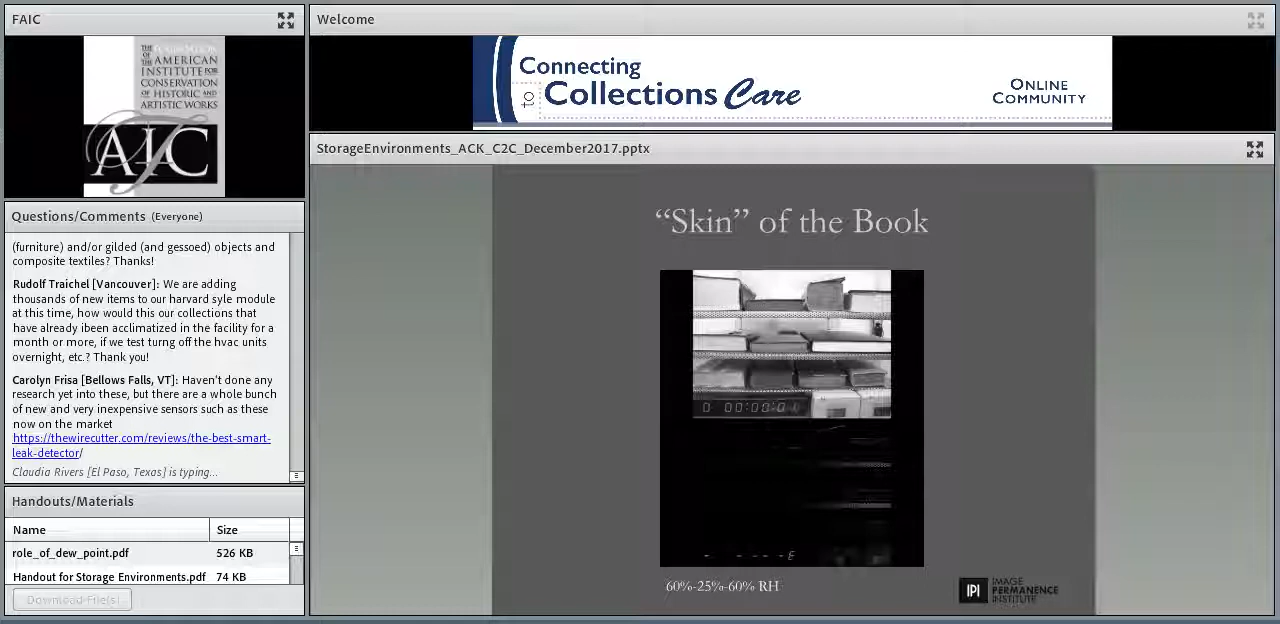 FAIC
THE FOUNDATION
OF THE AMERICAN
INSTITUTE FOR
CONSERVATION
OF HISTORIC AND
ARTISTIC WORKS
AIC
Questions/Comments (Everyone)
(furniture) and/or gilded (and gessoed) objects and
composite textiles? Thanks!
Rudolf Traichel [Vancouver]: We are adding
thousands of new items to our harvard syle module
at this time, how would this our collections that
have already ibeen acclimatized in the facility for a
month or more, if we test turng off the hvac units
overnight, etc.? Thank you!
Carolyn Frisa [Bellows Falls, VT]: Haven't done any
research yet into these, but there are a whole bunch
of new and very inexpensive sensors such as these
now on the market
https://thewirecutter.com/reviews/the-best-smart-
leak-detector/
Claudia Rivers [El Paso, Texas] is typing...
Handouts/Materials
Name Size
role_of_dew_point.pdf 526 KB
Handout for Storage Environments.pdf 74 KB
Download File(s)
Welcome
Connecting
to Collections Care
ONLINE
COMMUNITY
StorageEnvironments_ACK_C2C_December2017.pptx
“Skin” of the Book
0 00:00:0
60%-25%-60% RH
IPI IMAGE
PERMANENCE
INSTITUTE